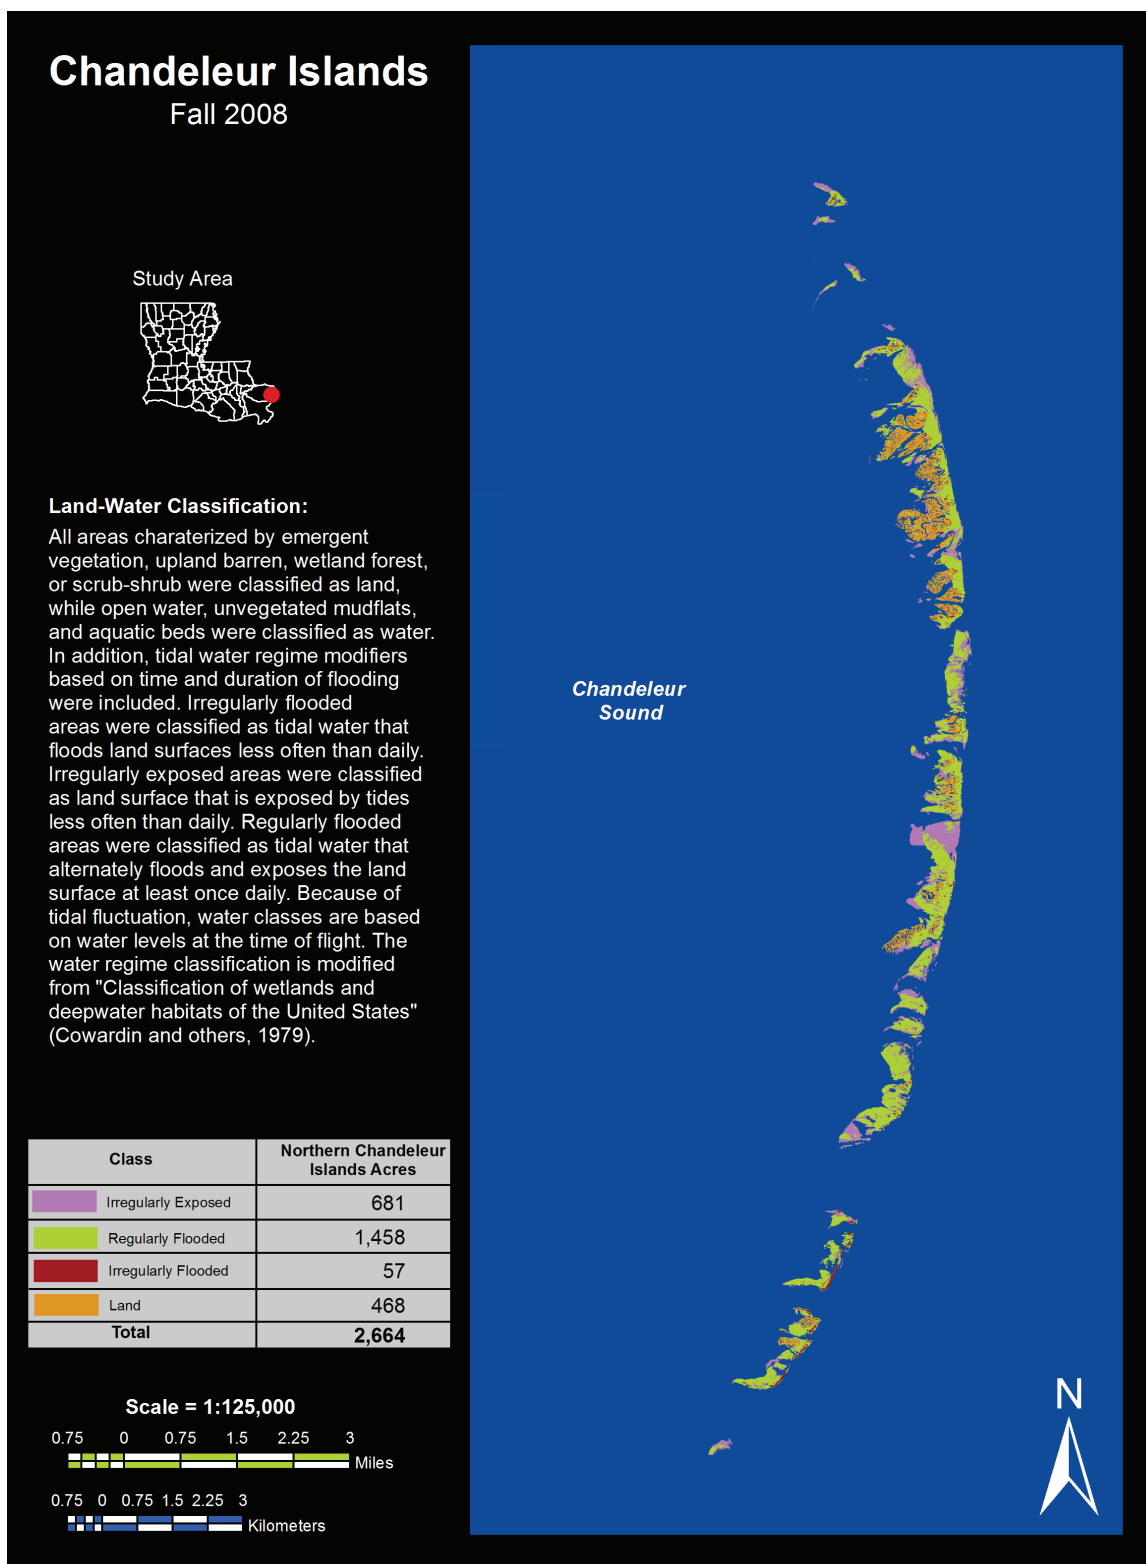 Chandeleur Islands
Fall 2008
Study Area
Land-Water Classification:
All areas charaterized by emergent
vegetation, upland barren, wetland forest,
or scrub-shrub were classified as land,
while open water, unvegetated mudflats,
and aquatic beds were classified as water.
In addition, tidal water regime modifiers
based on time and duration of flooding
were included. Irregularly flooded
areas were classified as tidal water that
floods land surfaces less often than daily.
Irregularly exposed areas were classified
as land surface that is exposed by tides
less often than daily. Regularly flooded
areas were classified as tidal water that
alternately floods and exposes the land
surface at least once daily. Because of
tidal fluctuation, water classes are based
on water levels at the time of flight. The
water regime classification is modified
from "Classification of wetlands and
deepwater habitats of the United States"
(Cowardin and others, 1979).
Class Northern Chandeleur
Islands Acres
Irregularly Exposed 681
Regularly Flooded 1,458
Irregularly Flooded 57
Land 468
Total 2,664
Scale = 1:125,000
0.75 0 0.75 1.5 2.25 3
Miles
0.75 0 0.75 1.5 2.25 3
Kilometers
Chandeleur
Sound
N